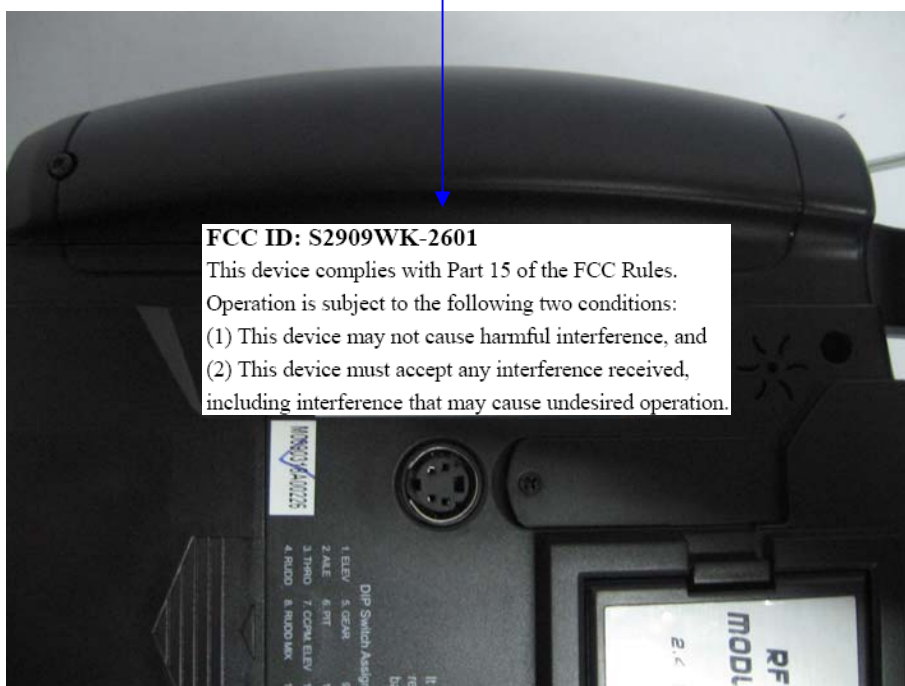 FCC ID: S2909WK-2601
This device complies with Part 15 of the FCC Rules.
Operation is subject to the following two conditions:
(1) This device may not cause harmful interference, and
(2) This device must accept any interference received,
including interference that may cause undesired operation.
DIP Switch
1. ELEV 5. GEAR
2. AILE 6. PIT
3. THRO 7. CCPM. ELEV
4. RUDD 8. RUDD MIX
RF
2.4